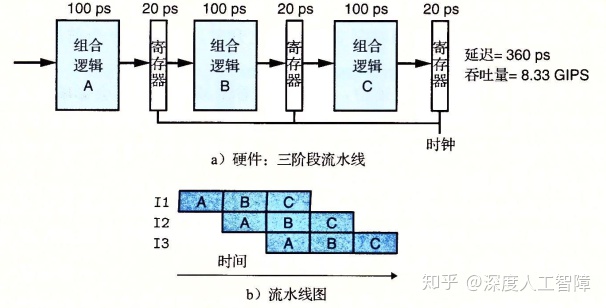 100 ps 20 ps 100 ps 20 ps 100 ps 20 ps
组合逻辑 A
寄存器
组合逻辑 B
寄存器
组合逻辑 C
寄存器
延迟= 360 ps
吞吐量= 8.33 GIPS
时钟
a）硬件：三阶段流水线
I1 A B C
I2 A B C
I3 A B C
时间
b）流水线图
知乎 @深度人工智障